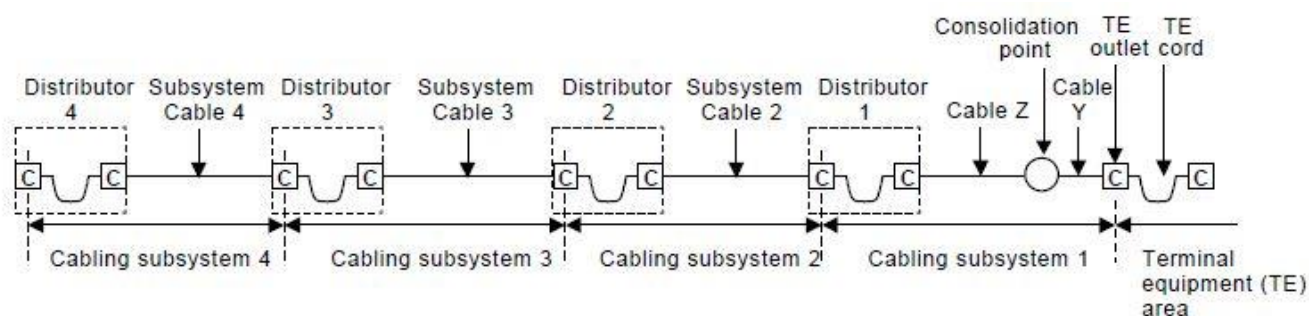 Consolidation point
TE outlet
TE cord
Distributor 4
Subsystem Cable 4
Distributor 3
Subsystem Cable 3
Distributor 2
Subsystem Cable 2
Distributor 1
Cable Z
Cable Y
C C C C C C C C C C
Cabling subsystem 4
Cabling subsystem 3
Cabling subsystem 2
Cabling subsystem 1
Terminal equipment (TE) area